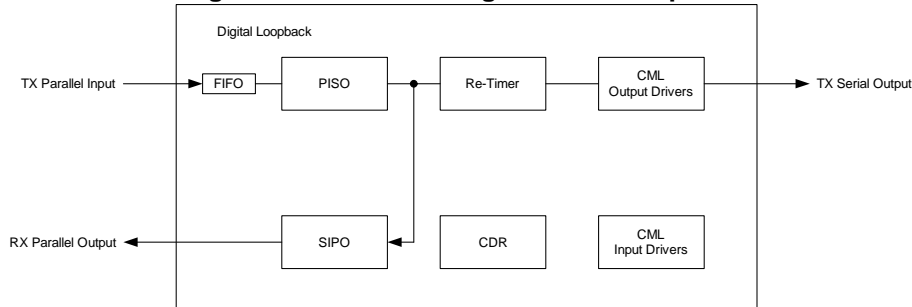 Digital Loopback
TX Parallel Input
FIFO
PISO
Re-Timer
CML
Output Drivers
TX Serial Output
RX Parallel Output
SIPO
CDR
CML
Input Drivers